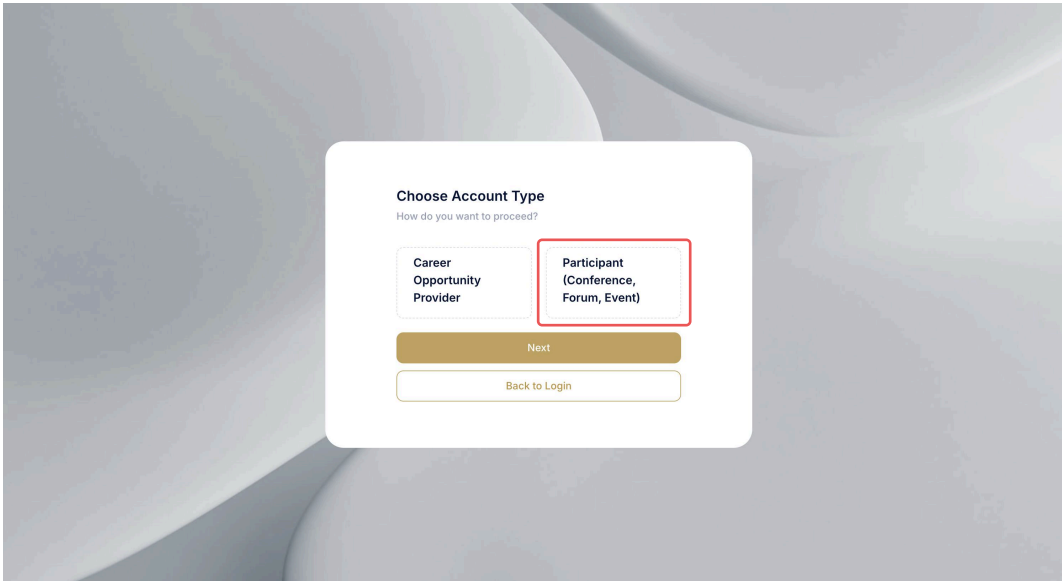 Choose Account Type
How do you want to proceed?
Career
Opportunity
Provider
Participant
(Conference,
Forum, Event)
Next
Back to Login